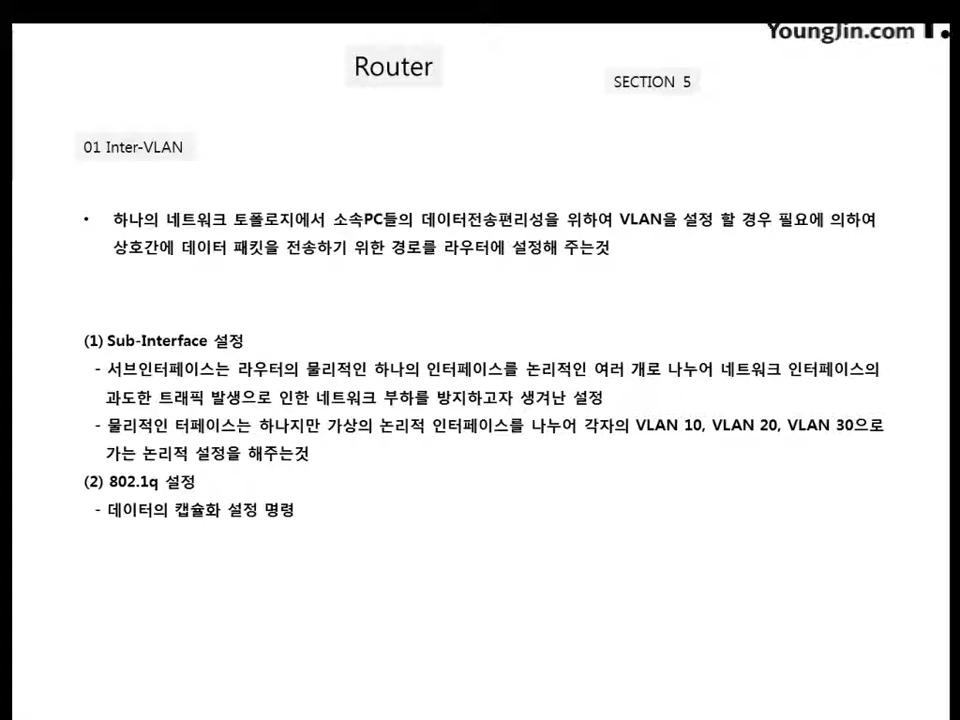 YoungJin.com
Router
SECTION 5
01 Inter-VLAN
• 하나의 네트워크 토폴로지에서 소속PC들의 데이터전송편리성을 위하여 VLAN을 설정 할 경우 필요에 의하여
상호간에 데이터 패킷을 전송하기 위한 경로를 라우터에 설정해 주는것
(1) Sub-Interface 설정
- 서브인터페이스는 라우터의 물리적인 하나의 인터페이스를 논리적인 여러 개로 나누어 네트워크 인터페이스의
과도한 트래픽 발생으로 인한 네트워크 부하를 방지하고자 생겨난 설정
- 물리적인 터페이스는 하나지만 가상의 논리적 인터페이스를 나누어 각자의 VLAN 10, VLAN 20, VLAN 30으로
가는 논리적 설정을 해주는것
(2) 802.1q 설정
- 데이터의 캡슐화 설정 명령